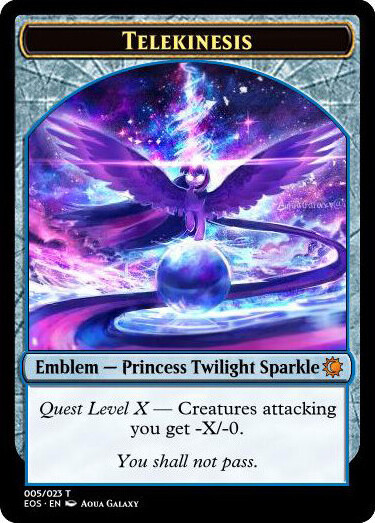 TELEKINESIS
AquaGalaxy
Emblem — Princess Twilight Sparkle
Quest Level X — Creatures attacking
you get -X/-0.
You shall not pass.
005/023 T
EOS · EN AQUA GALAXY